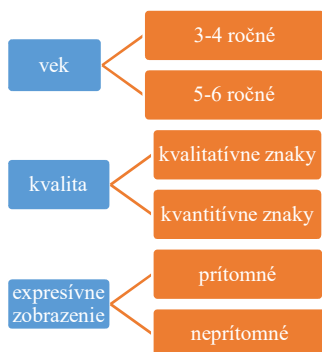 vek
3-4 ročné
5-6 ročné
kvalita
kvalitatívne znaky
kvantitívne znaky
expresívne
zobrazenie
prítomné
neprítomné